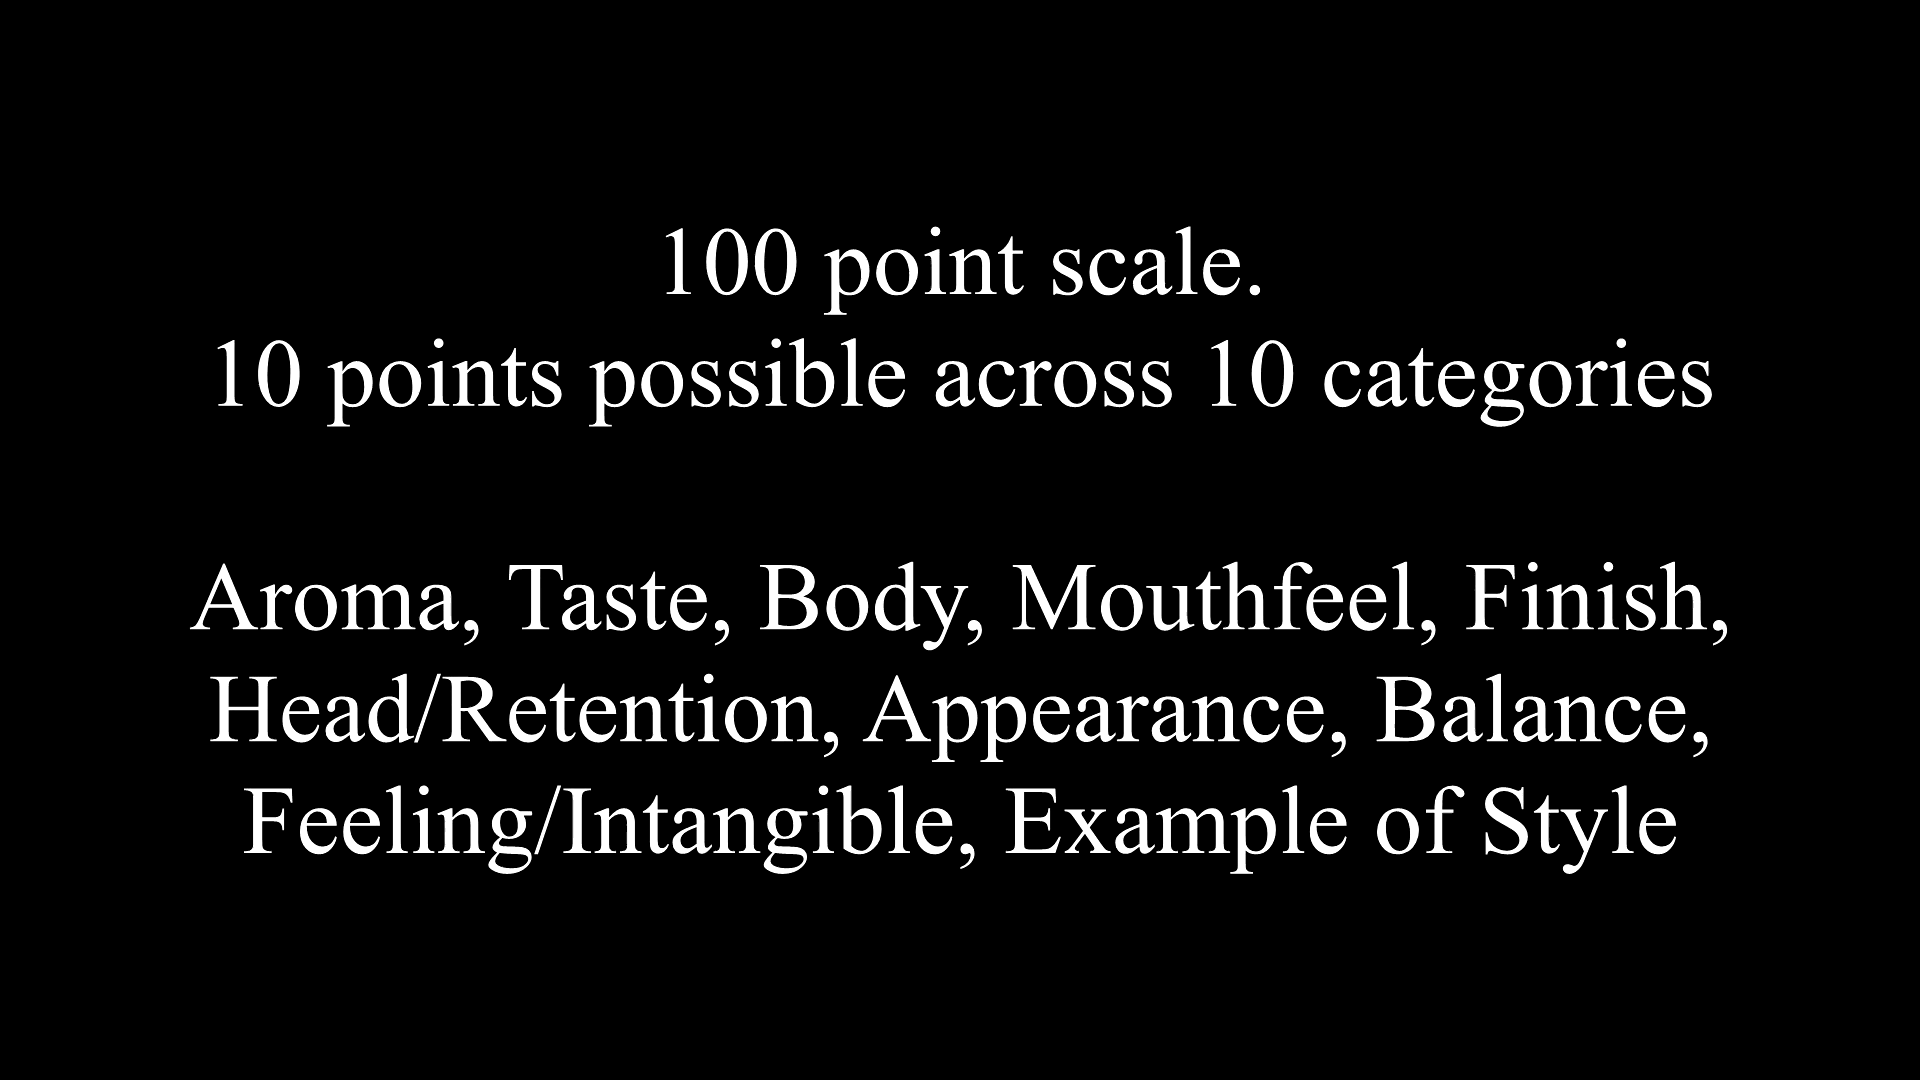 100 point scale.
10 points possible across 10 categories
Aroma, Taste, Body, Mouthfeel, Finish,
Head/Retention, Appearance, Balance,
Feeling/Intangible, Example of Style